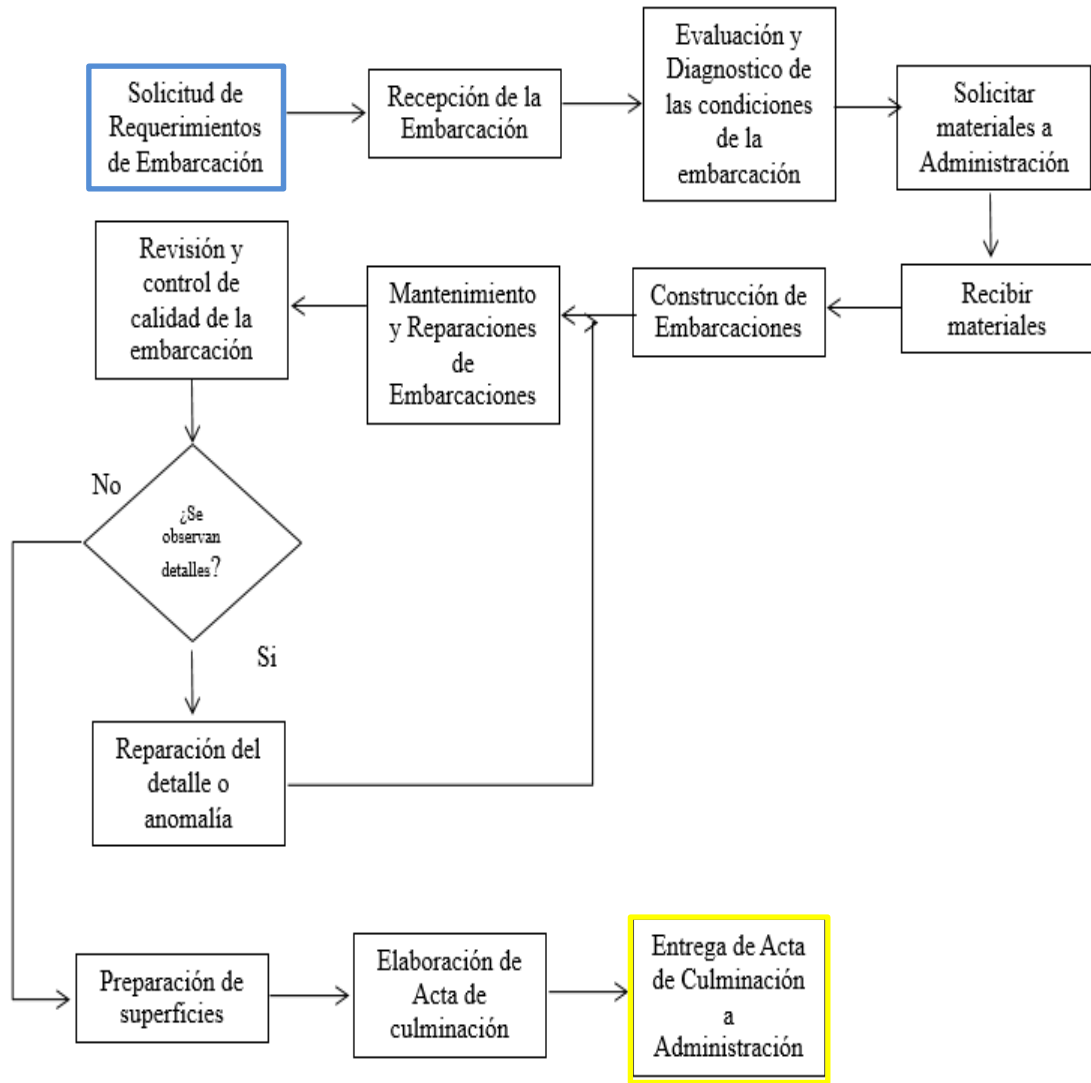 Solicitud de
Requerimientos
de Embarcación
Recepción de la
Embarcación
Evaluación y
Diagnostico de
las condiciones
de la
embarcación
Solicitar
materiales a
Administración
Recibir
materiales
Construcción de
Embarcaciones
Mantenimiento
y Reparaciones
de
Embarcaciones
Revisión y
control de
calidad de la
embarcación
¿Se
observan
detalles?
No
Si
Reparación del
detalle o
anomalía
Preparación de
superficies
Elaboración de
Acta de
culminación
Entrega de Acta
de Culminación
a
Administración